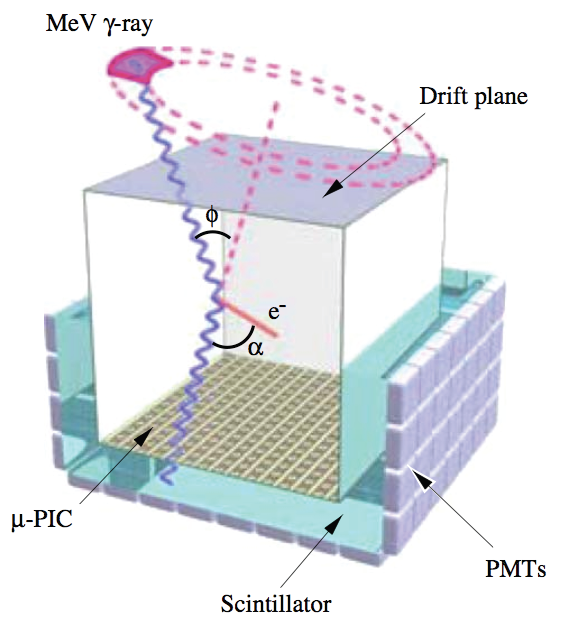 MeV γ-ray
Drift plane
ϕ
e-
α
μ-PIC
PMTs
Scintillator